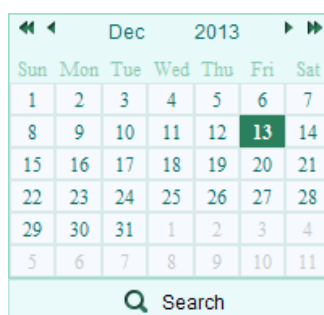 Dec 2013
Sun Mon Tue Wed Thu Fri Sat
1 2 3 4 5 6 7
8 9 10 11 12 13 14
15 16 17 18 19 20 21
22 23 24 25 26 27 28
29 30 31 1 2 3 4
5 6 7 8 9 10 11
Search